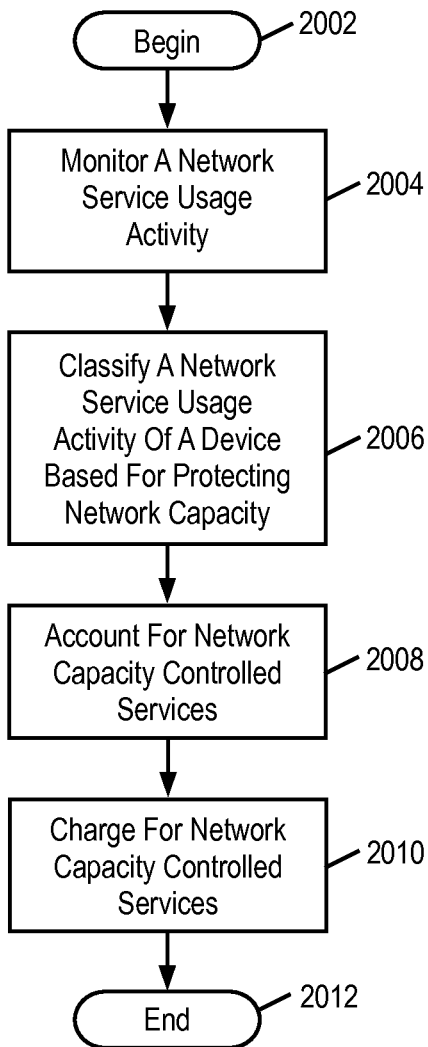 Begin
2002
Monitor A Network
Service Usage
Activity
2004
Classify A Network
Service Usage
Activity Of A Device
Based For Protecting
Network Capacity
2006
Account For Network
Capacity Controlled
Services
2008
Charge For Network
Capacity Controlled
Services
2010
End
2012